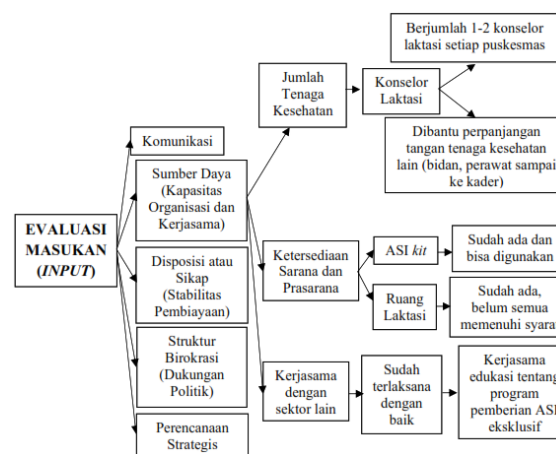 EVALUASI
MASUKAN
(INPUT)
Komunikasi
Sumber Daya
(Kapasitas
Organisasi dan
Kerjasama)
Disposisi atau
Sikap
(Stabilitas
Pembiayaan)
Struktur
Birokrasi
(Dukungan
Politik)
Perencanaan
Strategis
Jumlah
Tenaga
Kesehatan
Konselor
Laktasi
Berjumlah 1-2 konselor
laktasi setiap puskesmas
Dibantu perpanjangan
tangan tenaga kesehatan
lain (bidan, perawat sampai
ke kader)
Ketersediaan
Sarana dan
Prasarana
ASI kit
Sudah ada dan
bisa digunakan
Ruang
Laktasi
Sudah ada,
belum semua
memenuhi syarat
Kerjasama
dengan
sektor lain
Sudah
terlaksana
dengan
baik
Kerjasama
edukasi tentang
program
pemberian ASI
eksklusif